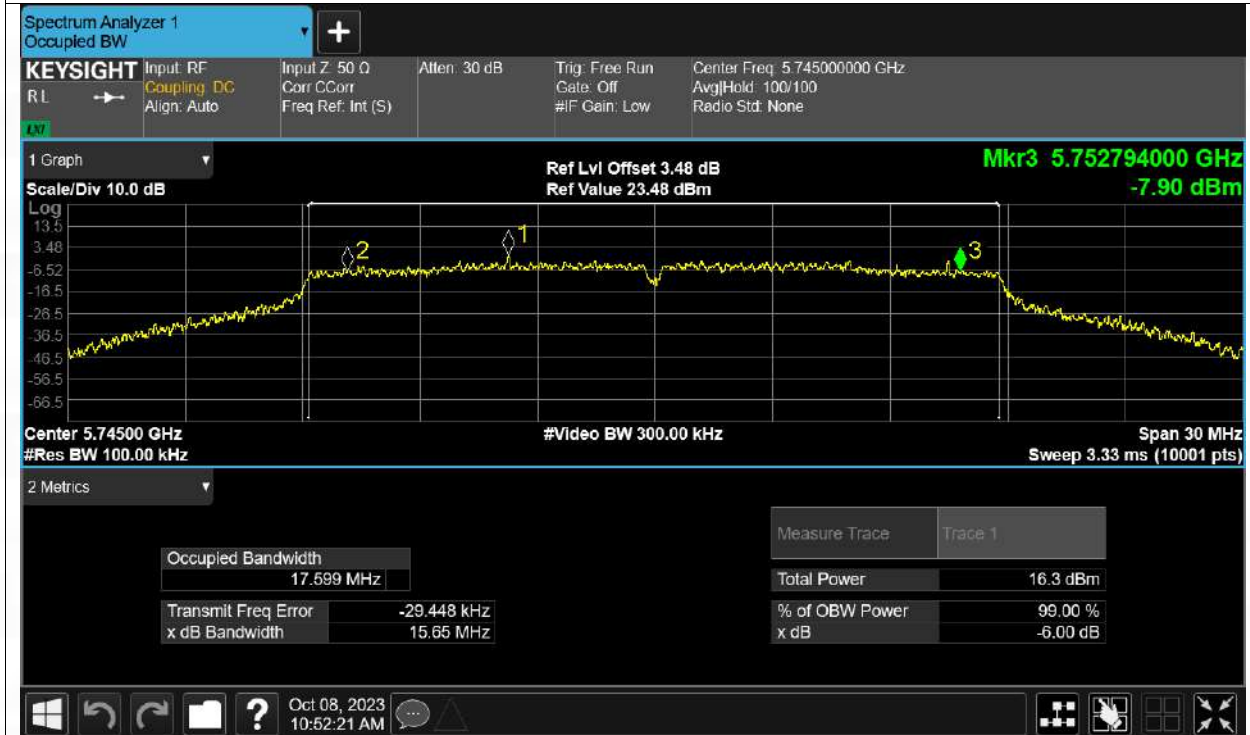 Spectrum Analyzer 1
Occupied BW
+
KEYSIGHT
RL
LXI
Input: RF
Coupling: DC
Align: Auto
Input Z: 50 Ω
Corr CCorr
Freq Ref: Int (S)
Atten: 30 dB
Trig: Free Run
Gate: Off
#IF Gain: Low
Center Freq: 5.745000000 GHz
Avg|Hold: 100/100
Radio Std: None
1 Graph
Scale/Div 10.0 dB
Ref Lvl Offset 3.48 dB
Ref Value 23.48 dBm
Mkr3 5.752794000 GHz
-7.90 dBm
Log
13.5
3.48
-6.52
-16.5
-26.5
-36.5
-46.5
-56.5
-66.5
2
1
3
Center 5.74500 GHz
#Video BW 300.00 kHz
Span 30 MHz
#Res BW 100.00 kHz
Sweep 3.33 ms (10001 pts)
2 Metrics
Measure Trace Trace 1
Occupied Bandwidth
17.599 MHz
Total Power 16.3 dBm
Transmit Freq Error -29.448 kHz
% of OBW Power 99.00 %
x dB Bandwidth 15.65 MHz
x dB -6.00 dB
?
Oct 08, 2023
10:52:21 AM